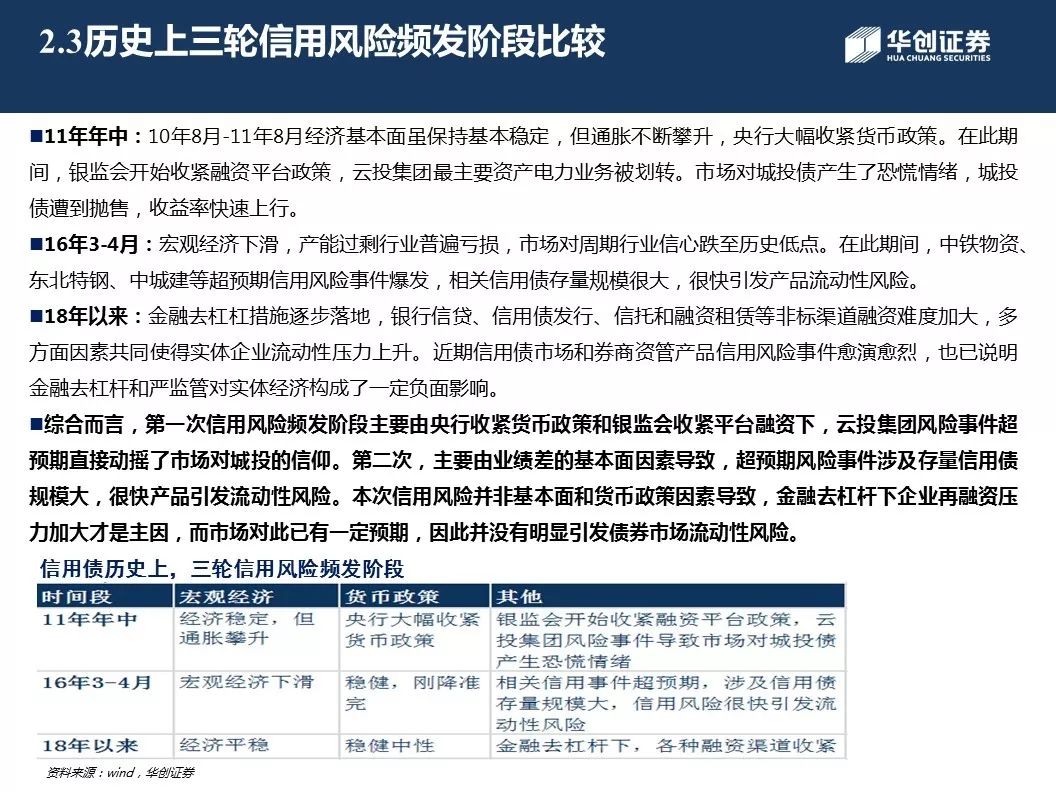 2.3历史上三轮信用风险频发阶段比较
华创证券
HUA CHUANG SECURITIES
■11年年中：10年8月-11年8月经济基本面虽保持基本稳定，但通胀不断攀升，央行大幅收紧货币政策。在此期
间，银监会开始收紧融资平台政策，云投集团最主要资产电力业务被划转。市场对城投债产生了恐慌情绪，城投
债遭到抛售，收益率快速上行。
■16年3-4月：宏观经济下滑，产能过剩行业普遍亏损，市场对周期行业信心跌至历史低点。在此期间，中铁物资、
东北特钢、中城建等超预期信用风险事件爆发，相关信用债存量规模很大，很快引发产品流动性风险。
■18年以来：金融去杠杠措施逐步落地，银行信贷、信用债发行、信托和融资租赁等非标渠道融资难度加大，多
方面因素共同使得实体企业流动性压力上升。近期信用债市场和券商资管产品信用风险事件愈演愈烈，也已说明
金融去杠杆和严监管对实体经济构成了一定负面影响。
■综合而言，第一次信用风险频发阶段主要由央行收紧货币政策和银监会收紧平台融资下，云投集团风险事件超
预期直接动摇了市场对城投的信仰。第二次，主要由业绩差的基本面因素导致，超预期风险事件涉及存量信用债
规模大，很快产品引发流动性风险。本次信用风险并非基本面和货币政策因素导致，金融去杠杆下企业再融资压
力加大才是主因，而市场对此已有一定预期，因此并没有明显引发债券市场流动性风险。
信用债历史上，三轮信用风险频发阶段
时间段 宏观经济 货币政策 其他
11年年中 经济稳定，但 央行大幅收紧 银监会开始收紧融资平台政策，云
通胀攀升 货币政策 投集团风险事件导致市场对城投债
产生恐慌情绪
16年3-4月 宏观经济下滑 稳健，刚降准 相关信用事件超预期，涉及信用债
完 存量规模大，信用风险很快引发流
动性风险
18年以来 经济平稳 稳健中性 金融去杠杆下，各种融资渠道收紧
资料来源：wind，华创证券